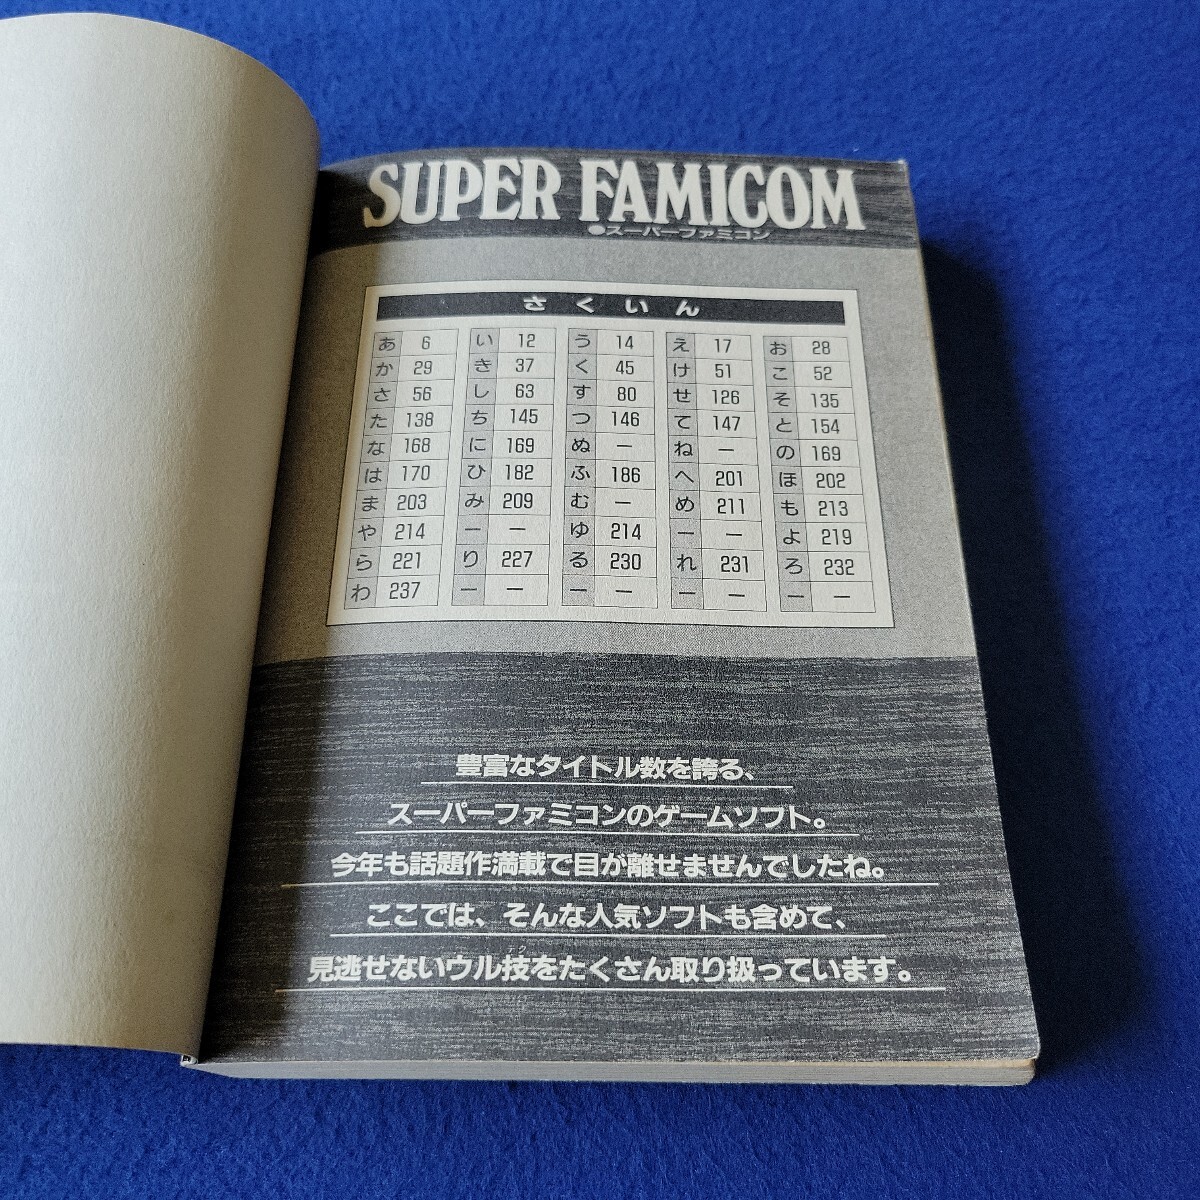 SUPER FAMICOM
●スーパーファミコン
さくいん
あ 6 い 12 う 14 え 17 お 28
か 29 き 37 く 45 け 51 こ 52
さ 56 し 63 す 80 せ 126 そ 135
た 138 ち 145 つ 146 て 147 と 154
な 168 に 169 ぬ ー ね ー の 169
は 170 ひ 182 ふ 186 へ 201 ほ 202
ま 203 み 209 む ー め 211 も 213
や 214 ー ー ゆ 214 ー ー よ 219
ら 221 り 227 る 230 れ 231 ろ 232
わ 237 ー ー ー ー ー ー ー ー
豊富なタイトル数を誇る、
スーパーファミコンのゲームソフト。
今年も話題作満載で目が離せませんでしたね。
ここでは、そんな人気ソフトも含めて、
テク
見逃せないウル技をたくさん取り扱っています。